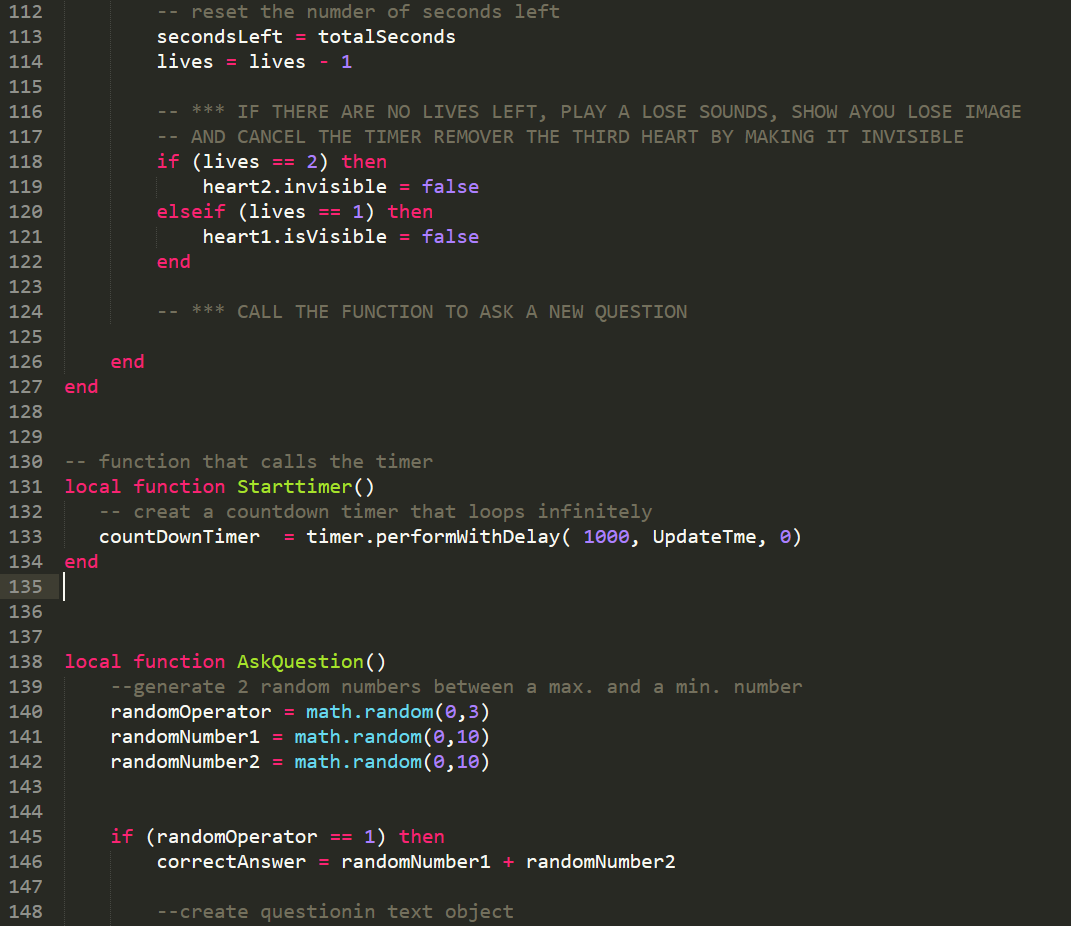 112         -- reset the numder of seconds left
113         secondsLeft = totalSeconds
114         lives = lives - 1
115
116         -- *** IF THERE ARE NO LIVES LEFT, PLAY A LOSE SOUNDS, SHOW AYOU LOSE IMAGE
117         -- AND CANCEL THE TIMER REMOVER THE THIRD HEART BY MAKING IT INVISIBLE
118         if (lives == 2) then
119             heart2.invisible = false
120         elseif (lives == 1) then
121             heart1.isVisible = false
122         end
123
124         -- *** CALL THE FUNCTION TO ASK A NEW QUESTION
125
126     end
127 end
128
129
130 -- function that calls the timer
131 local function Starttimer()
132    -- creat a countdown timer that loops infinitely
133    countDownTimer  = timer.performWithDelay( 1000, UpdateTme, 0)
134 end
135
136
137
138 local function AskQuestion()
139     --generate 2 random numbers between a max. and a min. number
140     randomOperator = math.random(0,3)
141     randomNumber1 = math.random(0,10)
142     randomNumber2 = math.random(0,10)
143
144
145     if (randomOperator == 1) then
146         correctAnswer = randomNumber1 + randomNumber2
147
148         --create questionin text object